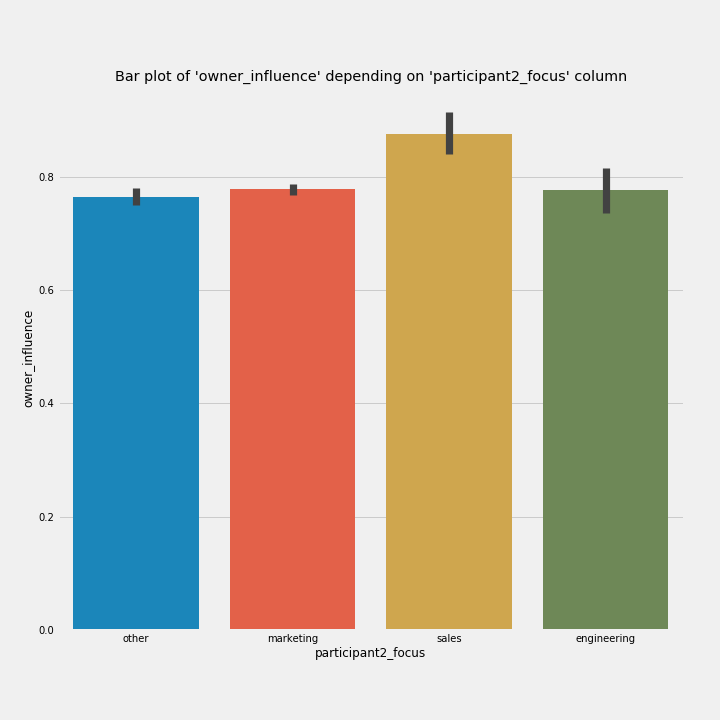 Bar plot of 'owner_influence' depending on 'participant2_focus' column
owner_influence
0.8
0.6
0.4
0.2
0.0
other marketing sales engineering
participant2_focus